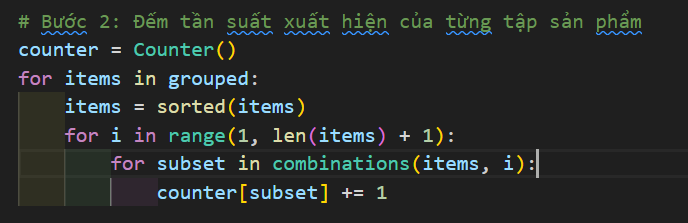 # Bước 2: Đếm tần suất xuất hiện của từng tập sản phẩm
counter = Counter()
for items in grouped:
    items = sorted(items)
    for i in range(1, len(items) + 1):
        for subset in combinations(items, i):
            counter[subset] += 1